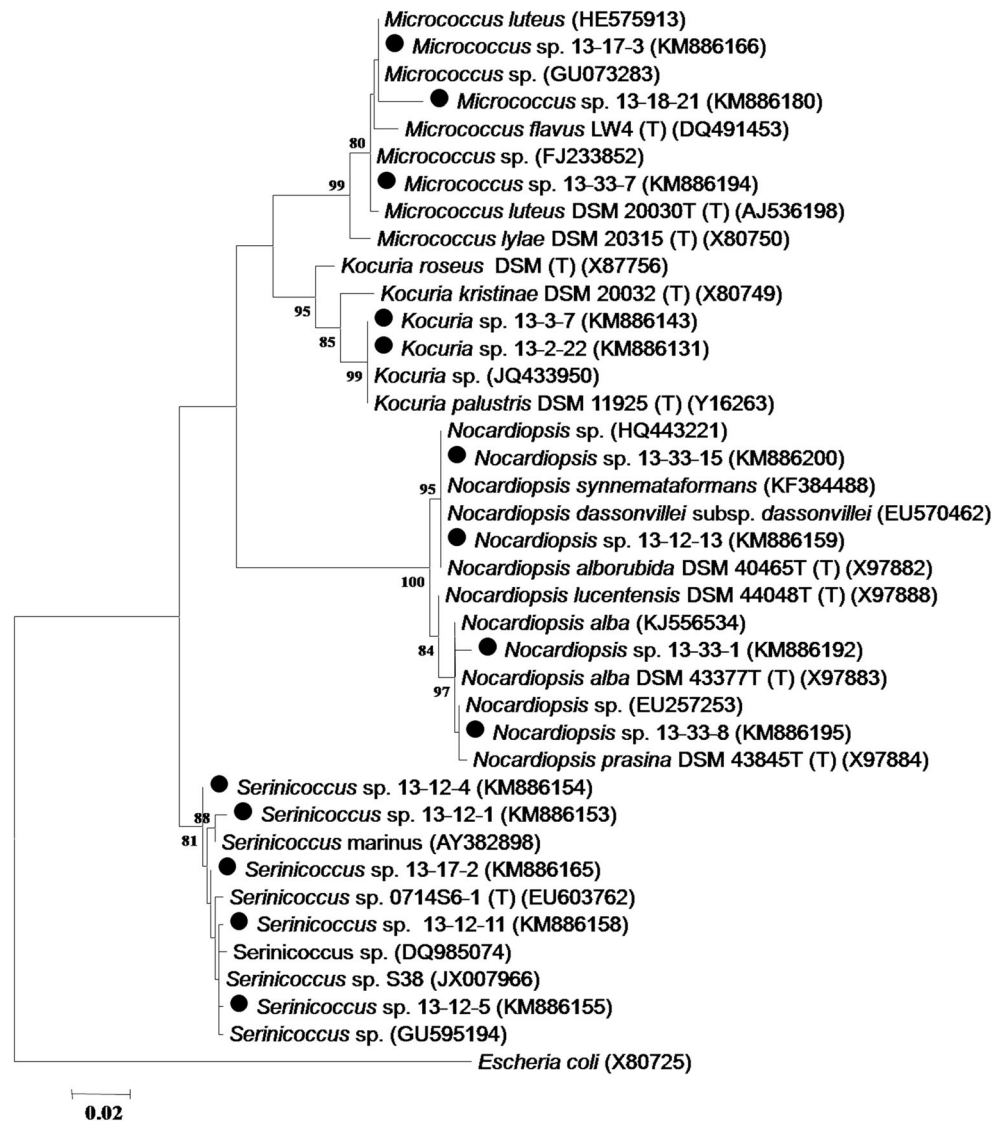 Micrococcus luteus (HE575913)
Micrococcus sp. 13-17-3 (KM886166)
Micrococcus sp. (GU073283)
Micrococcus sp. 13-18-21 (KM886180)
Micrococcus flavus LW4 (T) (DQ491453)
80
Micrococcus sp. (FJ233852)
99
Micrococcus sp. 13-33-7 (KM886194)
Micrococcus luteus DSM 20030T (T) (AJ536198)
Micrococcus lylae DSM 20315 (T) (X80750)
Kocuria roseus DSM (T) (X87756)
Kocuria kristinae DSM 20032 (T) (X80749)
95
Kocuria sp. 13-3-7 (KM886143)
85
Kocuria sp. 13-2-22 (KM886131)
99
Kocuria sp. (JQ433950)
Kocuria palustris DSM 11925 (T) (Y16263)
Nocardiopsis sp. (HQ443221)
Nocardiopsis sp. 13-33-15 (KM886200)
95
Nocardiopsis synnemataformans (KF384488)
Nocardiopsis dassonvillei subsp. dassonvillei (EU570462)
Nocardiopsis sp. 13-12-13 (KM886159)
100
Nocardiopsis alborubida DSM 40465T (T) (X97882)
Nocardiopsis lucentensis DSM 44048T (T) (X97888)
Nocardiopsis alba (KJ556534)
84
Nocardiopsis sp. 13-33-1 (KM886192)
Nocardiopsis alba DSM 43377T (T) (X97883)
97
Nocardiopsis sp. (EU257253)
Nocardiopsis sp. 13-33-8 (KM886195)
Nocardiopsis prasina DSM 43845T (T) (X97884)
Serinicoccus sp. 13-12-4 (KM886154)
88
Serinicoccus sp. 13-12-1 (KM886153)
81
Serinicoccus marinus (AY382898)
Serinicoccus sp. 13-17-2 (KM886165)
Serinicoccus sp. 0714S6-1 (T) (EU603762)
Serinicoccus sp. 13-12-11 (KM886158)
Serinicoccus sp. (DQ985074)
Serinicoccus sp. S38 (JX007966)
Serinicoccus sp. 13-12-5 (KM886155)
Serinicoccus sp. (GU595194)
Escheria coli (X80725)
0.02